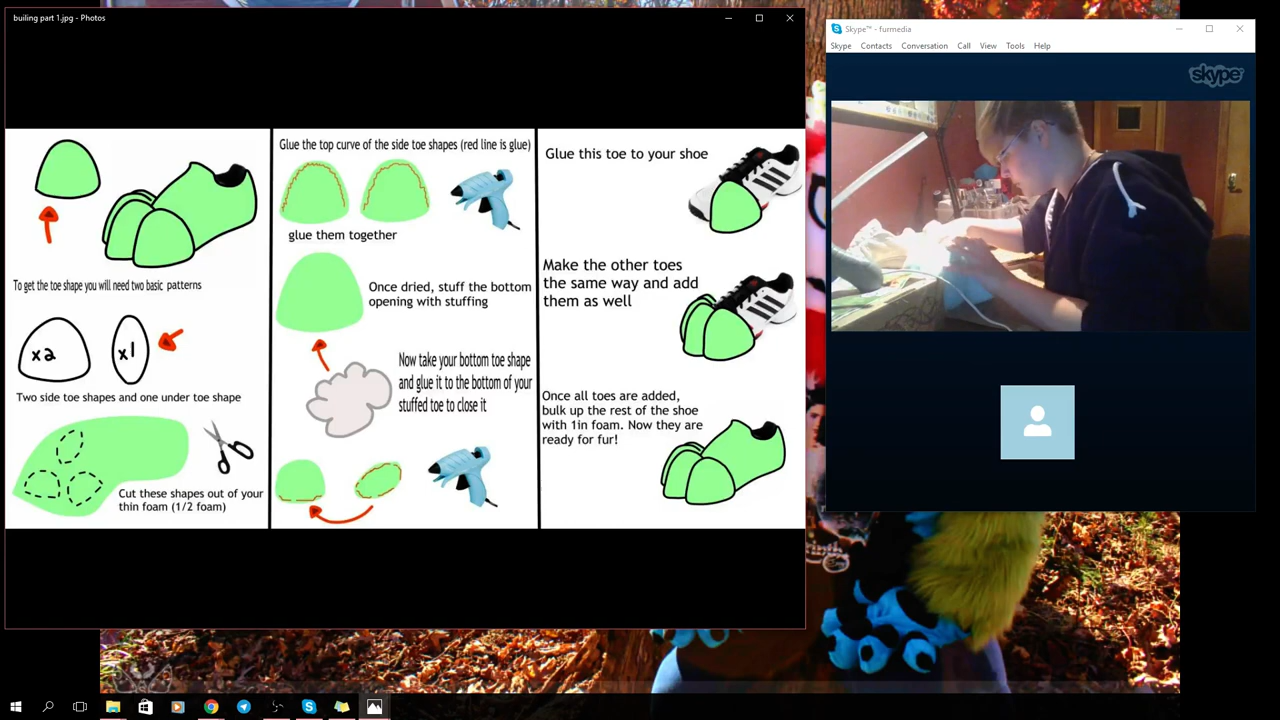 builing part 1.jpg - Photos
To get the toe shape you will need two basic patterns
x2
x1
Two side toe shapes and one under toe shape
Cut these shapes out of your
thin foam (1/2 foam)
Glue the top curve of the side toe shapes (red line is glue)
glue them together
Once dried, stuff the bottom
opening with stuffing
Now take your bottom toe shape
and glue it to the bottom of your
stuffed toe to close it
Glue this toe to your shoe
Make the other toes
the same way and add
them as well
Once all toes are added,
bulk up the rest of the shoe
with 1in foam. Now they are
ready for fur!
Skype™ - furmedia
Skype Contacts Conversation Call View Tools Help
skype